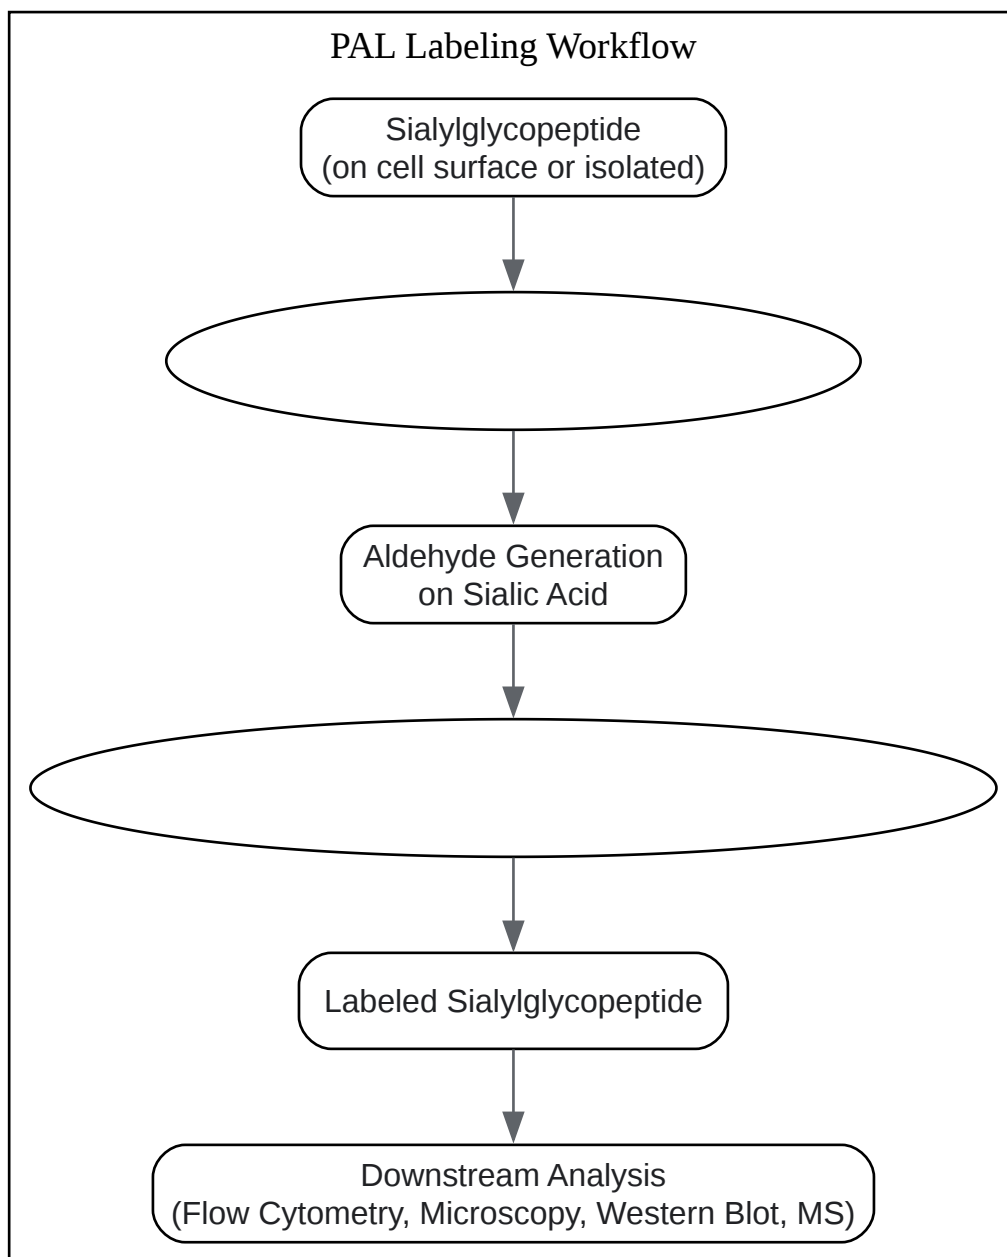 PAL Labeling Workflow
Sialylglycopeptide
(on cell surface or isolated)
Aldehyde Generation
on Sialic Acid
Labeled Sialylglycopeptide
Downstream Analysis
(Flow Cytometry, Microscopy, Western Blot, MS)